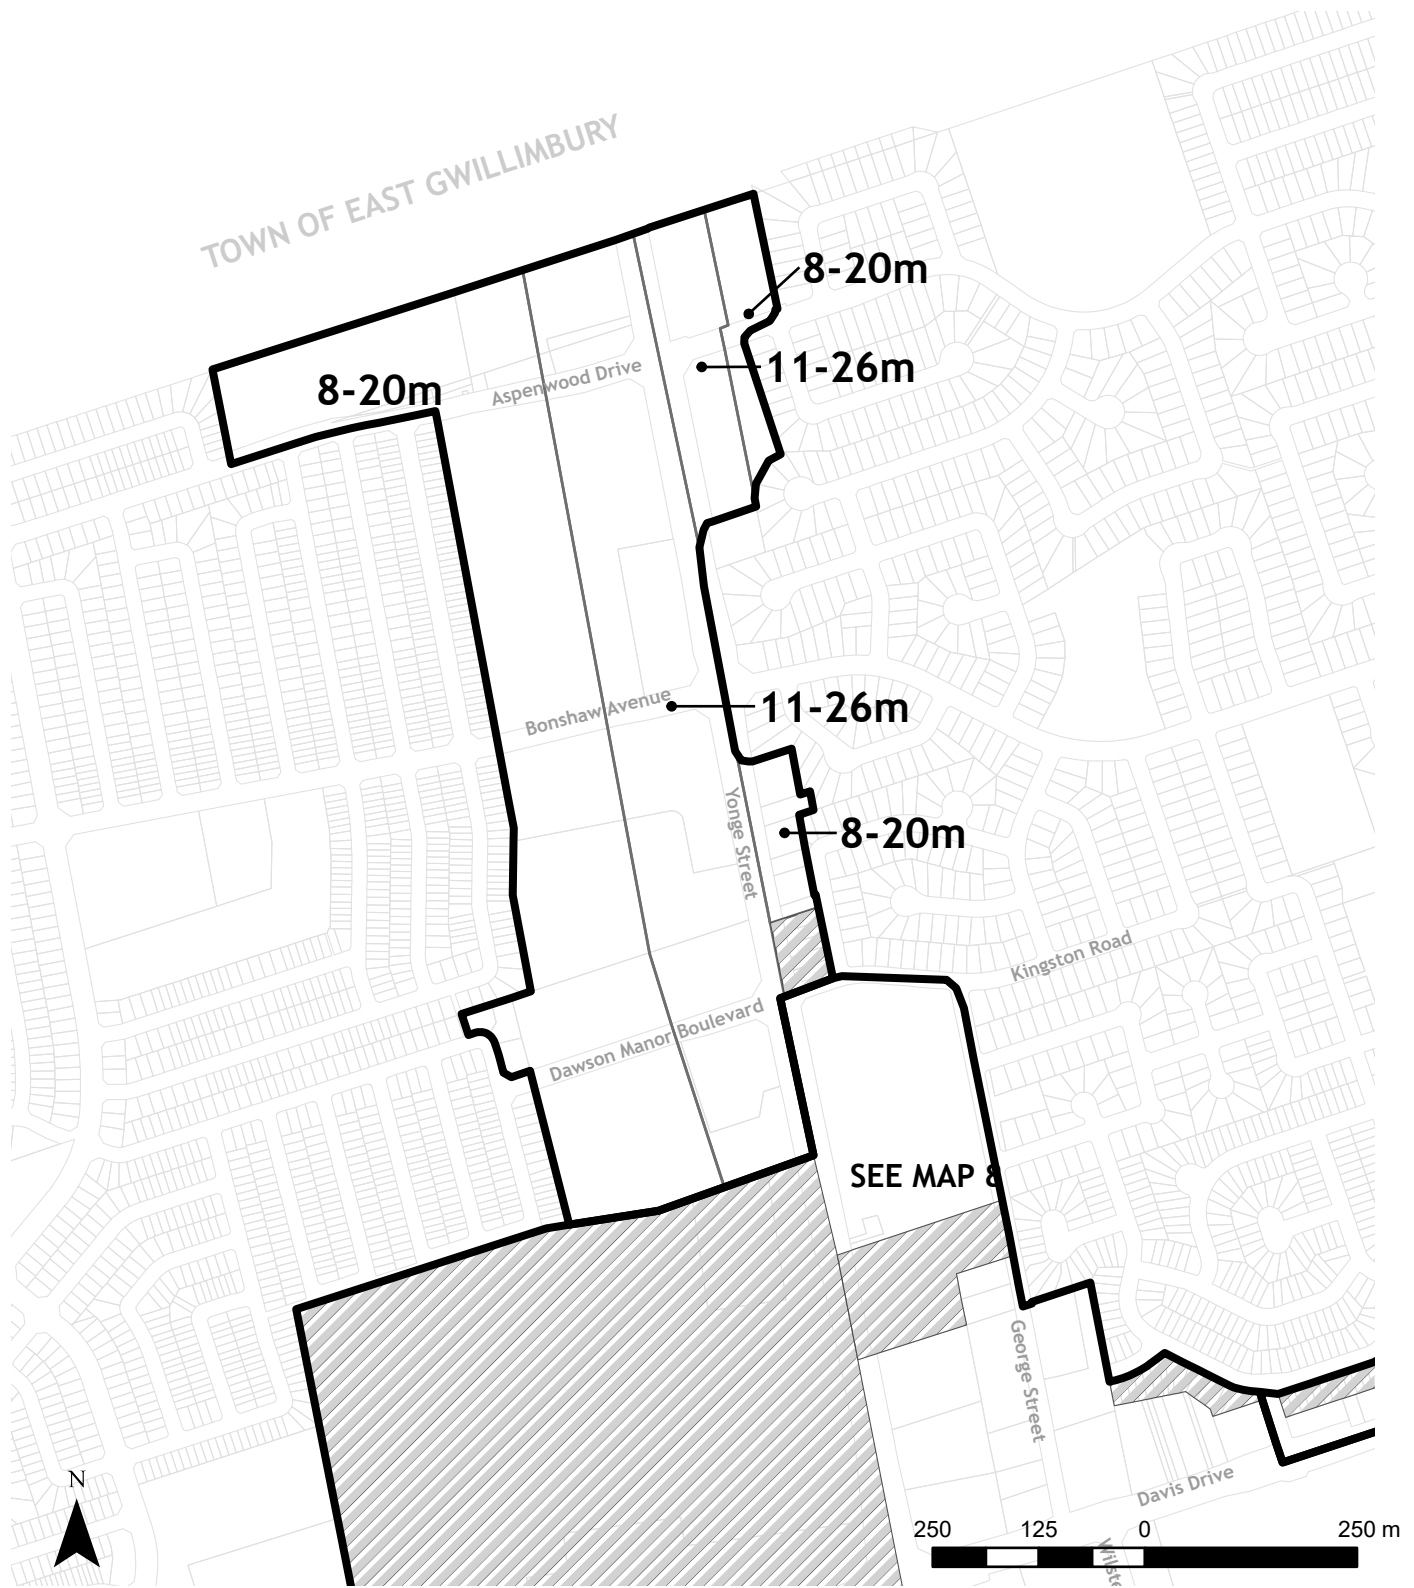 TOWN OF EAST GWILLIMBURY
8-20m
11-26m
8-20m
Aspenwood Drive
Bonshaw Avenue
11-26m
Yonge Street
8-20m
Kingston Road
Dawson Manor Boulevard
SEE MAP 8
George Street
Davis Drive
N
250 125 0 250 m